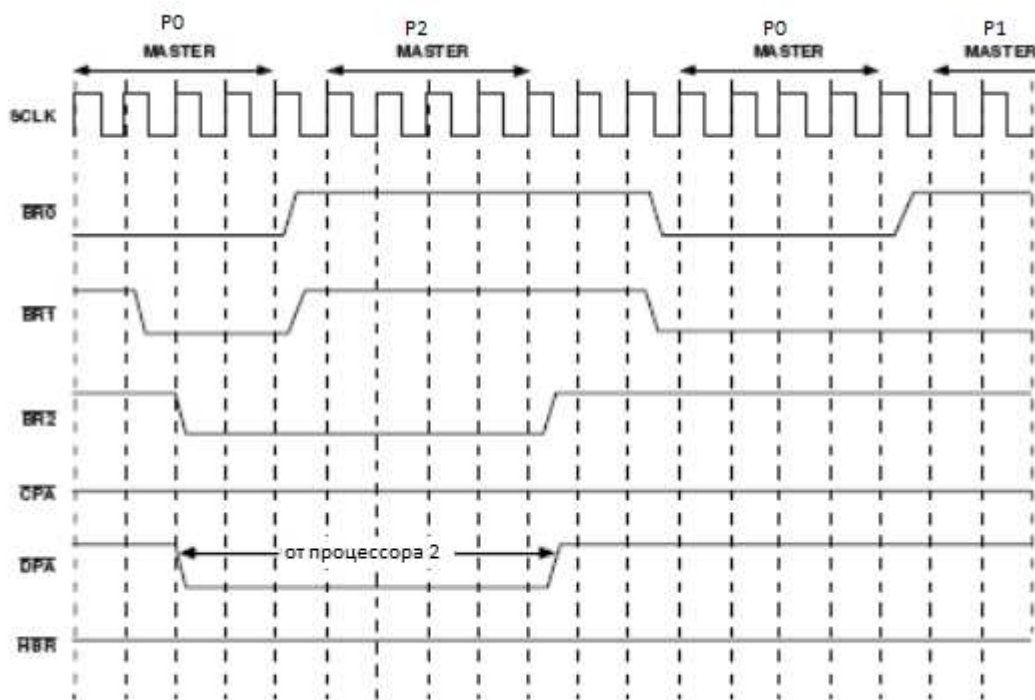 P0 P2 P0 P1
MASTER MASTER MASTER MASTER
SCLK
BR0
BR1
BR2
CPA
DPA
от процессора 2
HBR